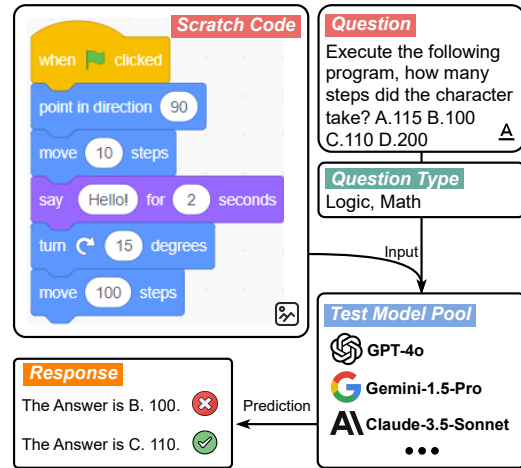 Scratch Code
when clicked
point in direction 90
move 10 steps
say Hello! for 2 seconds
turn 15 degrees
move 100 steps
Question
Execute the following
program, how many
steps did the character
take? A.115 B.100
C.110 D.200
A
Question Type
Logic, Math
Input
Test Model Pool
GPT-4o
Gemini-1.5-Pro
Claude-3.5-Sonnet
Prediction
Response
The Answer is B. 100.
The Answer is C. 110.